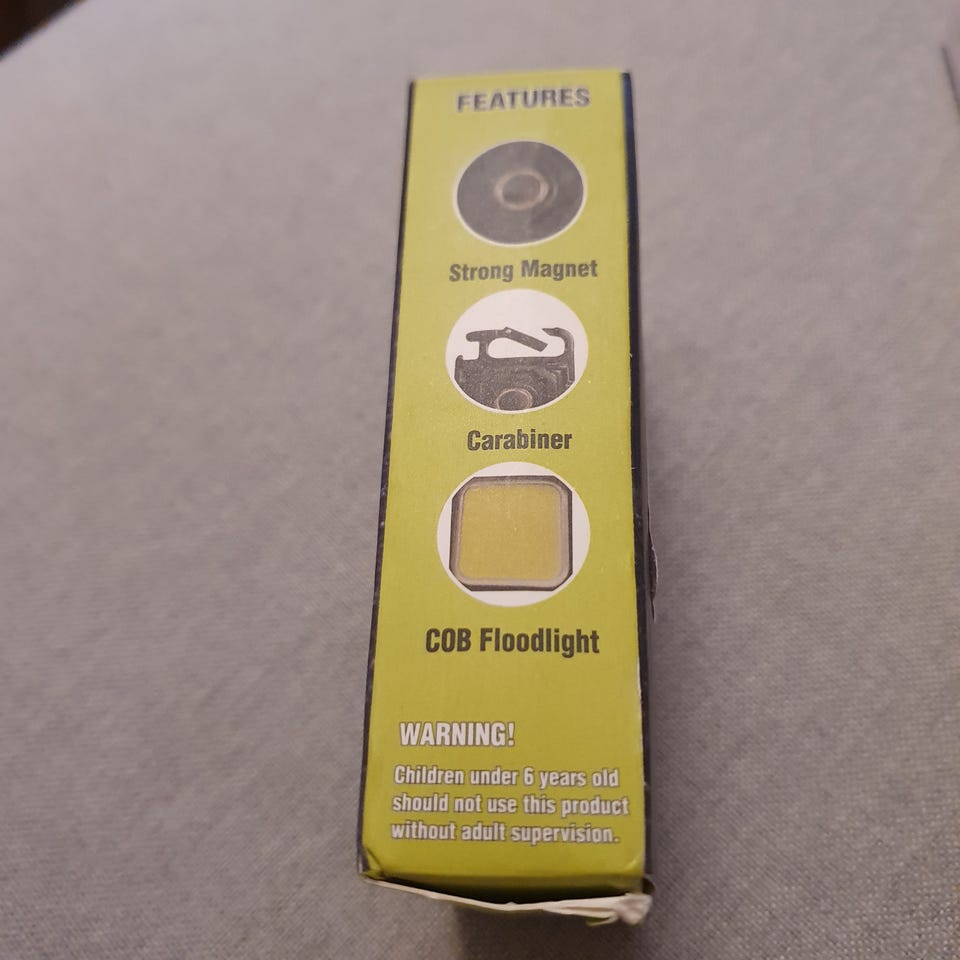 FEATURES
Strong Magnet
Carabiner
COB Floodlight
WARNING!
Children under 6 years old
should not use this product
without adult supervision.